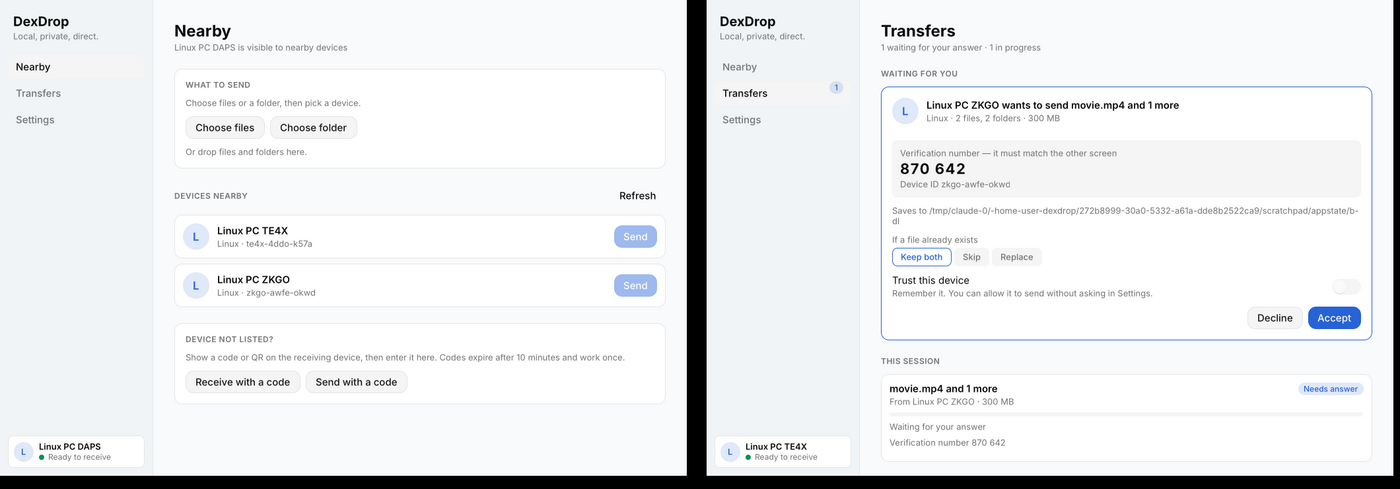 DexDrop
Local, private, direct.
Nearby
Transfers
Settings
L
Linux PC DAPS
Ready to receive
Nearby
Linux PC DAPS is visible to nearby devices
WHAT TO SEND
Choose files or a folder, then pick a device.
Choose files
Choose folder
Or drop files and folders here.
DEVICES NEARBY
Refresh
L
Linux PC TE4X
Linux · te4x-4ddo-k57a
Send
L
Linux PC ZKGO
Linux · zkgo-awfe-okwd
Send
DEVICE NOT LISTED?
Show a code or QR on the receiving device, then enter it here. Codes expire after 10 minutes and work once.
Receive with a code
Send with a code
DexDrop
Local, private, direct.
Nearby
Transfers
1
Settings
L
Linux PC TE4X
Ready to receive
Transfers
1 waiting for your answer · 1 in progress
WAITING FOR YOU
L
Linux PC ZKGO wants to send movie.mp4 and 1 more
Linux · 2 files, 2 folders · 300 MB
Verification number — it must match the other screen
870 642
Device ID zkgo-awfe-okwd
Saves to /tmp/claude-0/-home-user-dexdrop/272b8999-30a0-5332-a61a-dde8b2522ca9/scratchpad/appstate/b-
dl
If a file already exists
Keep both
Skip
Replace
Trust this device
Remember it. You can allow it to send without asking in Settings.
Decline
Accept
THIS SESSION
movie.mp4 and 1 more
Needs answer
From Linux PC ZKGO · 300 MB
Waiting for your answer
Verification number 870 642